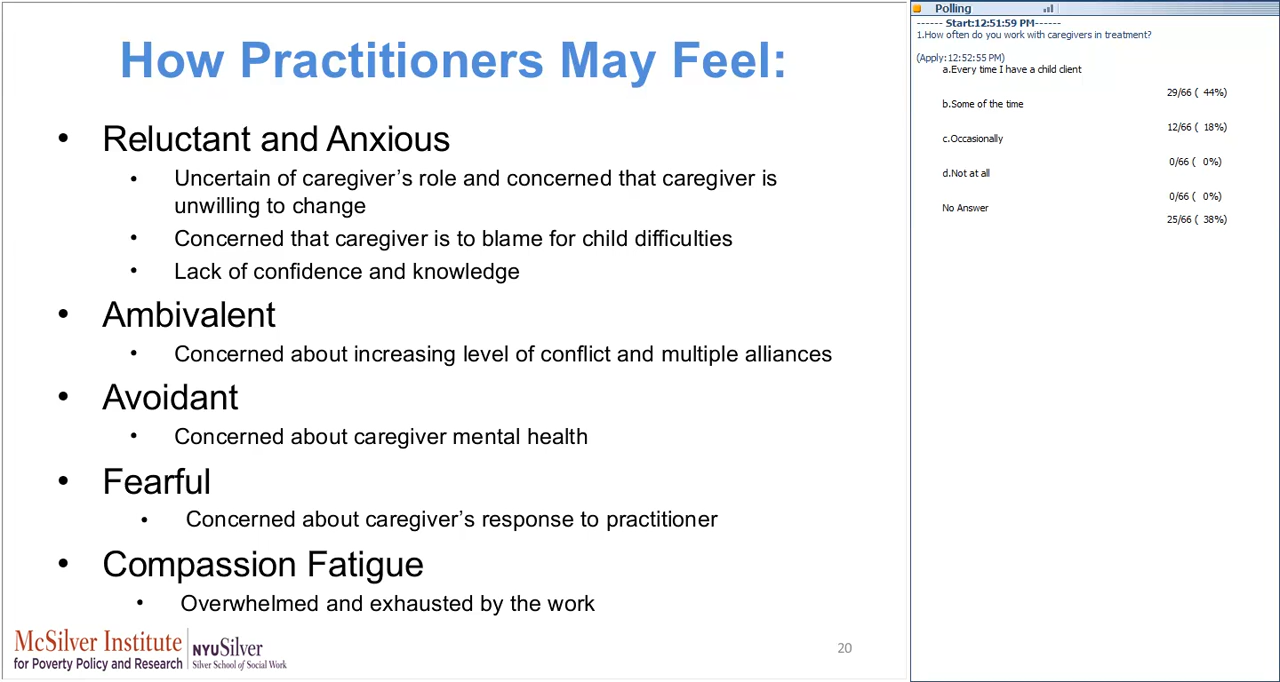 How Practitioners May Feel:
• Reluctant and Anxious
• Uncertain of caregiver’s role and concerned that caregiver is
unwilling to change
• Concerned that caregiver is to blame for child difficulties
• Lack of confidence and knowledge
• Ambivalent
• Concerned about increasing level of conflict and multiple alliances
• Avoidant
• Concerned about caregiver mental health
• Fearful
• Concerned about caregiver’s response to practitioner
• Compassion Fatigue
• Overwhelmed and exhausted by the work
McSilver Institute
for Poverty Policy and Research
NYUSilver
Silver School of Social Work
20
Polling
------ Start:12:51:59 PM------
1.How often do you work with caregivers in treatment?
(Apply:12:52:55 PM)
a.Every time I have a child client
29/66 ( 44%)
b.Some of the time
12/66 ( 18%)
c.Occasionally
0/66 ( 0%)
d.Not at all
0/66 ( 0%)
No Answer
25/66 ( 38%)